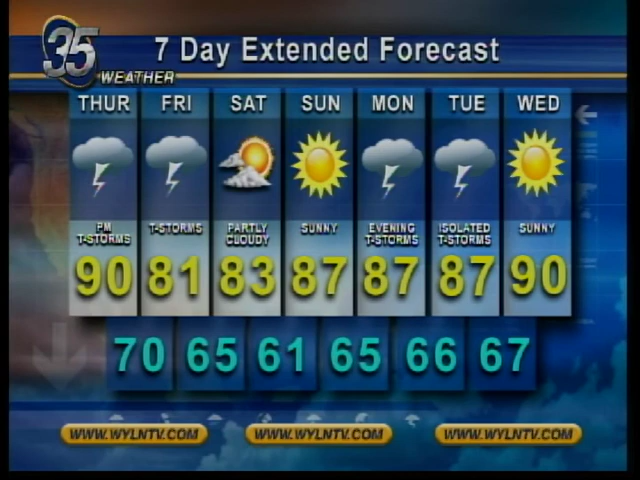 35
WEATHER
7 Day Extended Forecast
THUR FRI SAT SUN MON TUE WED
PM T-STORMS T-STORMS PARTLY CLOUDY SUNNY EVENING T-STORMS ISOLATED T-STORMS SUNNY
90 81 83 87 87 87 90
70 65 61 65 66 67
WWW.WYLNTV.COM WWW.WYLNTV.COM WWW.WYLNTV.COM